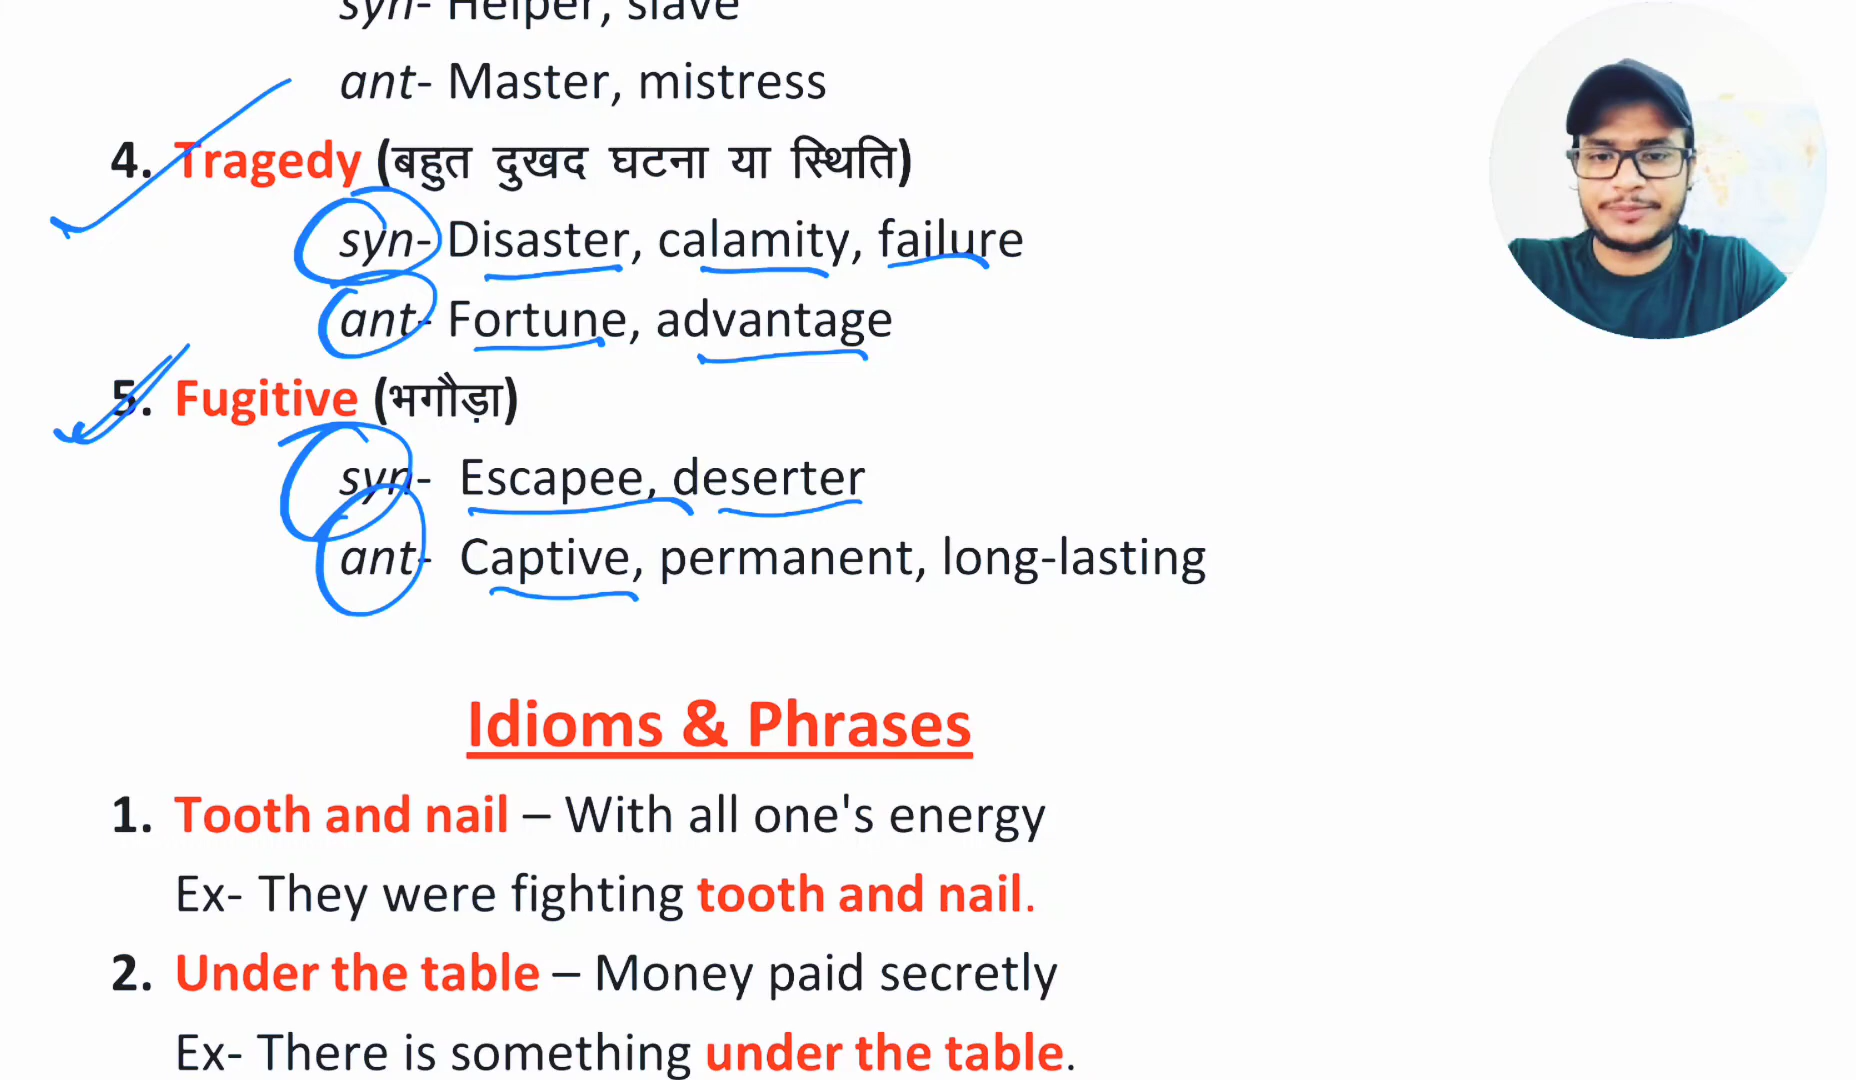 syn- Helper, slave
ant- Master, mistress
4. Tragedy (बहुत दुखद घटना या स्थिति)
syn- Disaster, calamity, failure
ant- Fortune, advantage
5. Fugitive (भगौड़ा)
syn- Escapee, deserter
ant- Captive, permanent, long-lasting
Idioms & Phrases
1. Tooth and nail – With all one's energy
Ex- They were fighting tooth and nail.
2. Under the table – Money paid secretly
Ex- There is something under the table.